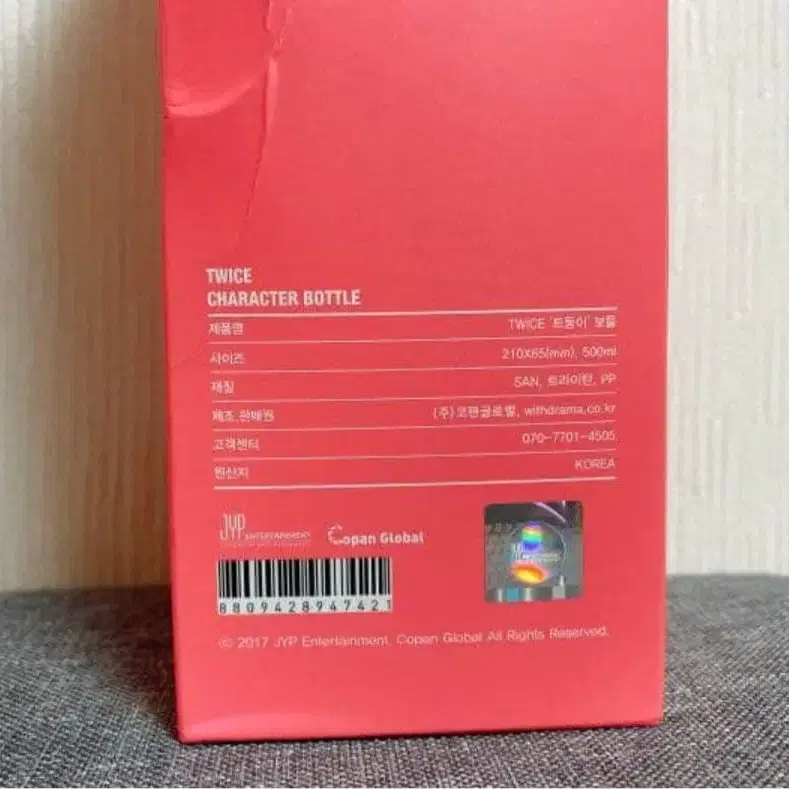 TWICE
CHARACTER BOTTLE
제품명 TWICE '트둥이' 보틀
사이즈 210X65(mm), 500ml
재질 SAN, 트라이탄, PP
제조,판매원 (주)코팬글로벌, withdrama.co.kr
고객센터 070-7701-4505
원산지 KOREA
JYP ENTERTAINMENT Copan Global
8809428947421
ⓒ 2017 JYP Entertainment, Copan Global All Rights Reserved.